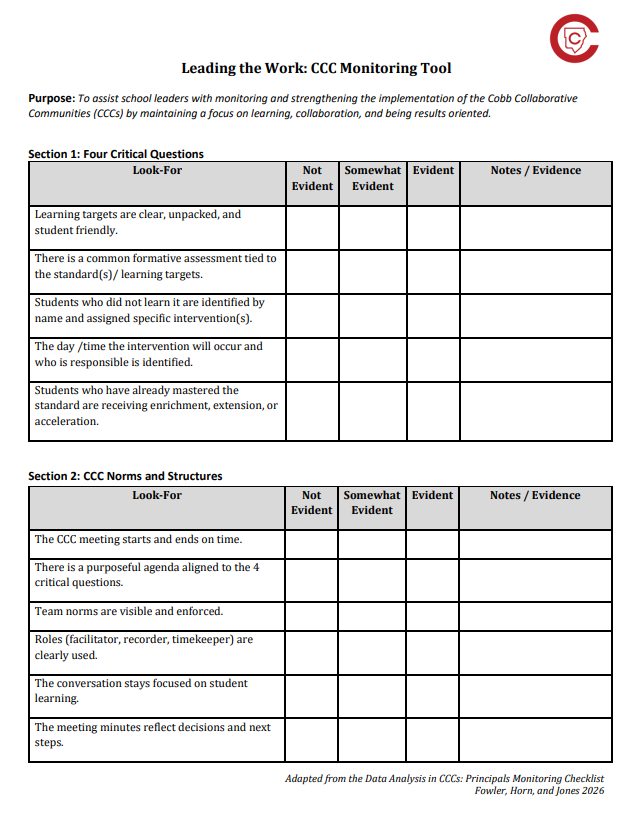 C
Leading the Work: CCC Monitoring Tool
Purpose: To assist school leaders with monitoring and strengthening the implementation of the Cobb Collaborative
Communities (CCCs) by maintaining a focus on learning, collaboration, and being results oriented.
Section 1: Four Critical Questions
Look-For
Not
Evident
Somewhat
Evident
Evident
Notes / Evidence
Learning targets are clear, unpacked, and
student friendly.
There is a common formative assessment tied to
the standard(s)/ learning targets.
Students who did not learn it are identified by
name and assigned specific intervention(s).
The day /time the intervention will occur and
who is responsible is identified.
Students who have already mastered the
standard are receiving enrichment, extension, or
acceleration.
Section 2: CCC Norms and Structures
Look-For
Not
Evident
Somewhat
Evident
Evident
Notes / Evidence
The CCC meeting starts and ends on time.
There is a purposeful agenda aligned to the 4
critical questions.
Team norms are visible and enforced.
Roles (facilitator, recorder, timekeeper) are
clearly used.
The conversation stays focused on student
learning.
The meeting minutes reflect decisions and next
steps.
Adapted from the Data Analysis in CCCs: Principals Monitoring Checklist
Fowler, Horn, and Jones 2026